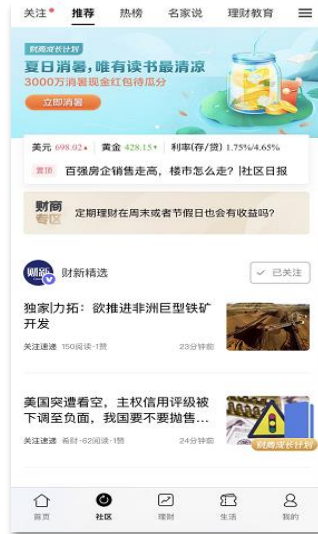 关注 推荐 热榜 名家说 理财教育
财商成长计划
夏日消暑,唯有读书最清凉
3000万消暑现金红包待瓜分
立即消暑
美元 698.02 黄金 428.15 利率(存/贷) 1.75%/4.65%
置顶 百强房企销售走高,楼市怎么走?|社区日报
财商
专区
定期理财在周末或者节假日也会有收益吗?
财新 财新精选 已关注
独家|力拓:欲推进非洲巨型铁矿
开发
关注速递 150阅读·1赞 23分钟前
美国突遭看空,主权信用评级被
下调至负面,我国要不要抛售...
关注速递 希财·62阅读·1赞 24分钟前
财商成长计划
首页 社区 理财 生活 我的